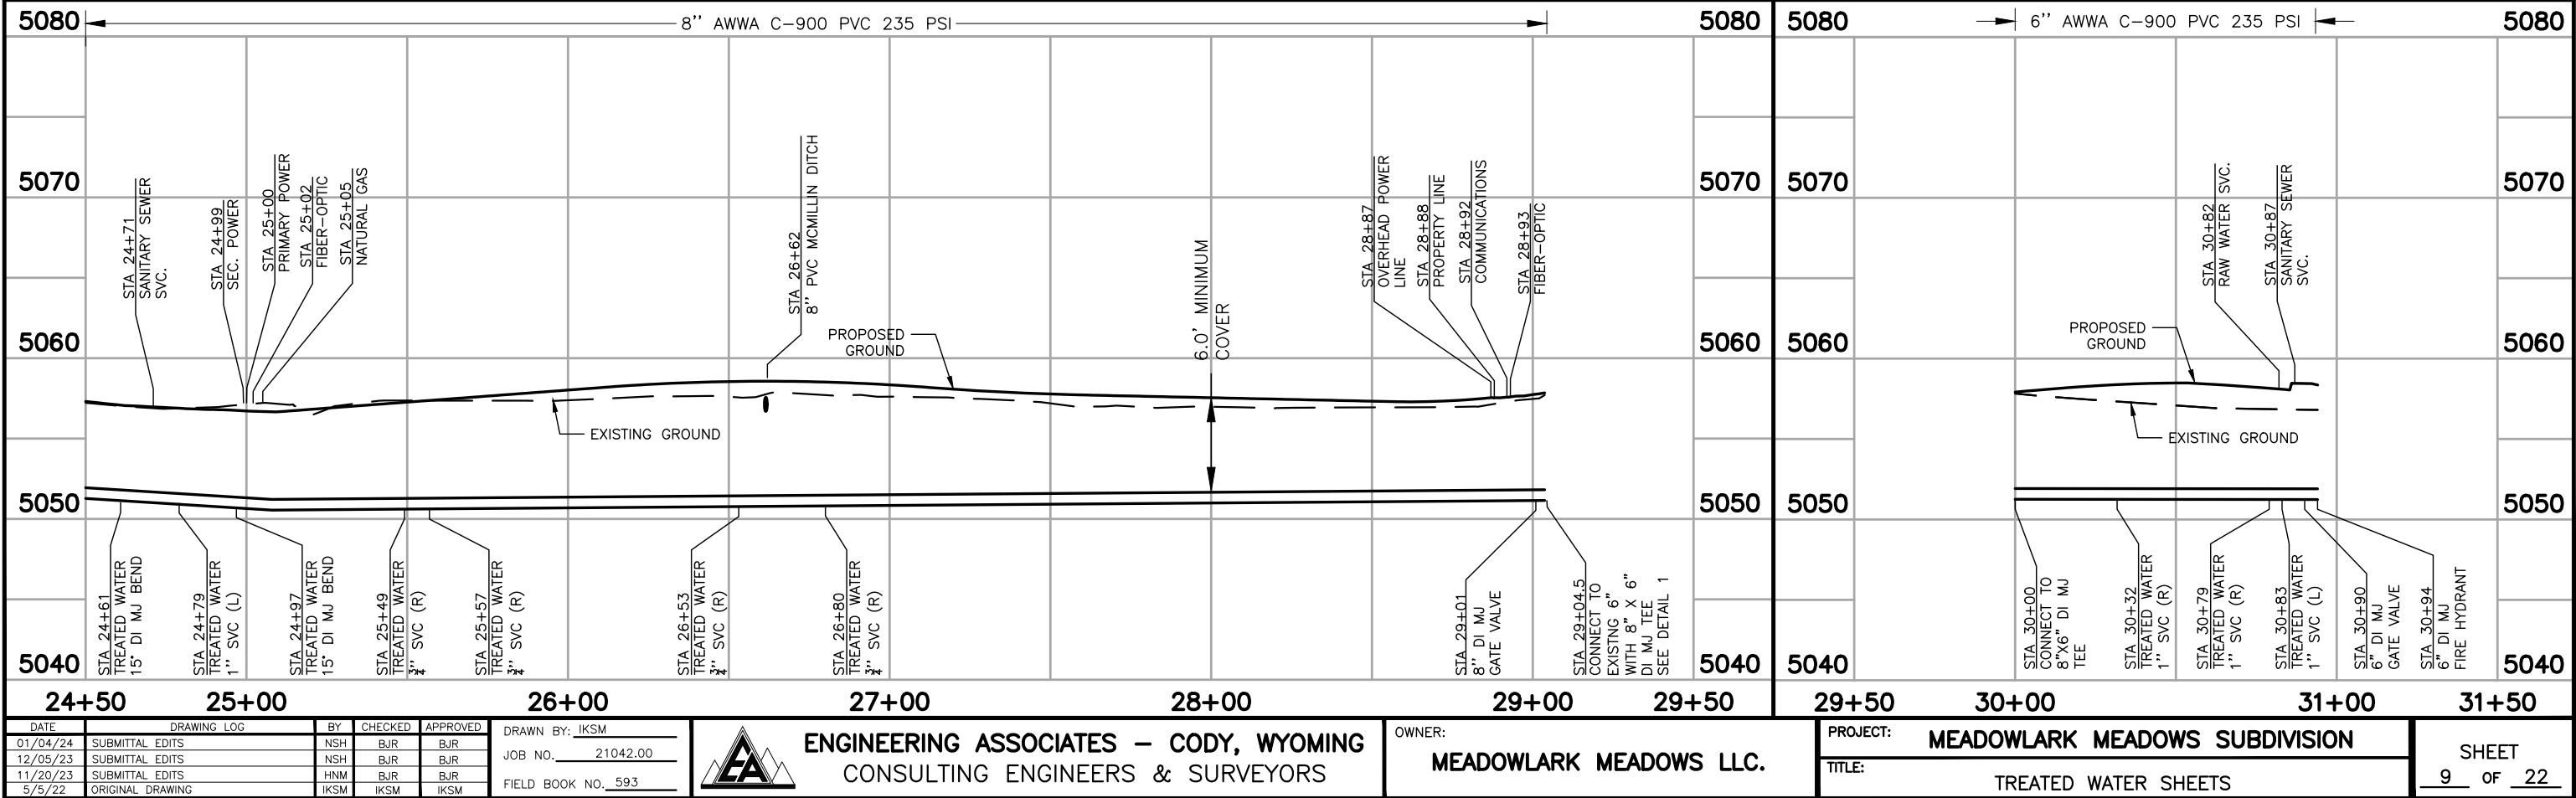 8'' AWWA C-900 PVC 235 PSI
6'' AWWA C-900 PVC 235 PSI
5080
5080
5080
5080
5070
5070
5070
5070
5060
5060
5060
5060
5050
5050
5050
5050
5040
5040
5040
5040
STA 24+71
SANITARY SEWER
SVC.
STA 24+99
SEC. POWER
STA 25+00
PRIMARY POWER
STA 25+02
FIBER-OPTIC
STA 25+05
NATURAL GAS
STA 26+62
8'' PVC MCMILLIN DITCH
PROPOSED
GROUND
6.0' MINIMUM
COVER
STA 28+87
OVERHEAD POWER
LINE
STA 28+88
PROPERTY LINE
STA 28+92
COMMUNICATIONS
STA 28+93
FIBER-OPTIC
EXISTING GROUND
STA 30+82
RAW WATER SVC.
STA 30+87
SANITARY SEWER
SVC.
PROPOSED
GROUND
EXISTING GROUND
STA 24+61
TREATED WATER
15° DI MJ BEND
STA 24+79
TREATED WATER
1'' SVC (L)
STA 24+97
TREATED WATER
15° DI MJ BEND
STA 25+49
TREATED WATER
¾'' SVC (R)
STA 25+57
TREATED WATER
¾'' SVC (R)
STA 26+53
TREATED WATER
¾'' SVC (R)
STA 26+80
TREATED WATER
¾'' SVC (R)
STA 29+01
8" DI MJ
GATE VALVE
STA 29+04.5
CONNECT TO
EXISTING 6"
WITH 8" X 6"
DI MJ TEE
SEE DETAIL 1
STA 30+00
CONNECT TO
8"X6" DI MJ
TEE
STA 30+32
TREATED WATER
1'' SVC (R)
STA 30+79
TREATED WATER
1'' SVC (R)
STA 30+83
TREATED WATER
1'' SVC (L)
STA 30+90
6" DI MJ
GATE VALVE
STA 30+94
6" DI MJ
FIRE HYDRANT
24+50 25+00 26+00 27+00 28+00 29+00 29+50
29+50 30+00 31+00 31+50
DATE DRAWING LOG BY CHECKED APPROVED
01/04/24 SUBMITTAL EDITS NSH BJR BJR
12/05/23 SUBMITTAL EDITS NSH BJR BJR
11/20/23 SUBMITTAL EDITS HNM BJR BJR
5/5/22 ORIGINAL DRAWING IKSM IKSM IKSM
DRAWN BY: IKSM
JOB NO. 21042.00
FIELD BOOK NO. 593
EA
ENGINEERING ASSOCIATES - CODY, WYOMING
CONSULTING ENGINEERS & SURVEYORS
OWNER:
MEADOWLARK MEADOWS LLC.
PROJECT: MEADOWLARK MEADOWS SUBDIVISION
TITLE:
TREATED WATER SHEETS
SHEET
9 OF 22